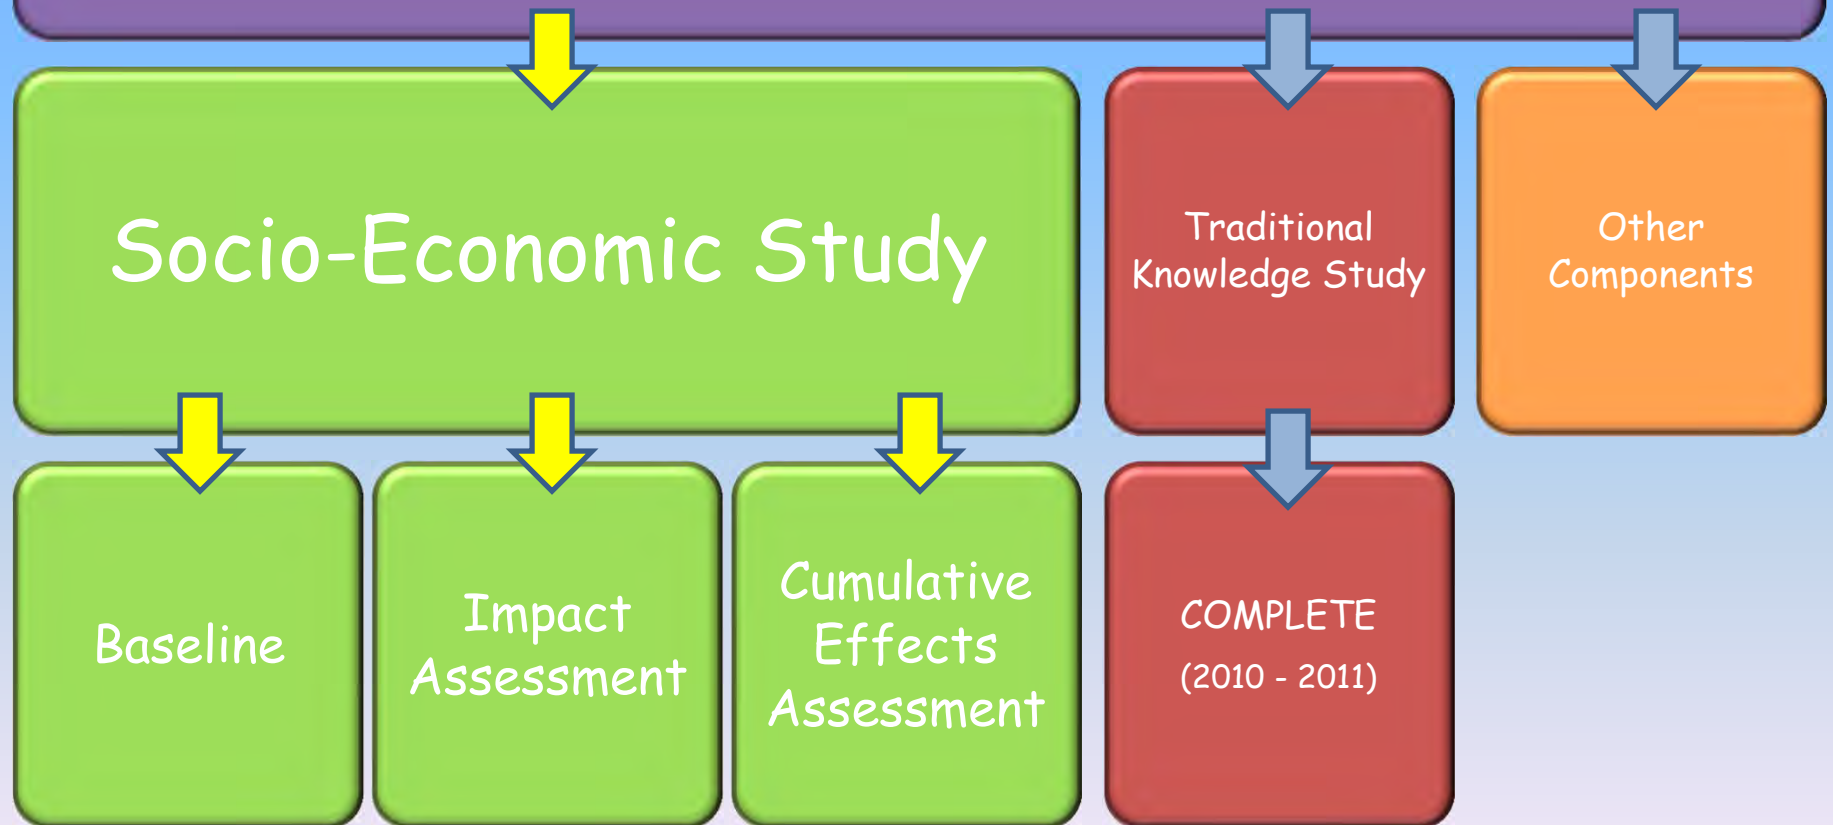 Socio-Economic Study
Traditional
Knowledge Study
Other
Components
Baseline
Impact
Assessment
Cumulative
Effects
Assessment
COMPLETE
(2010 - 2011)